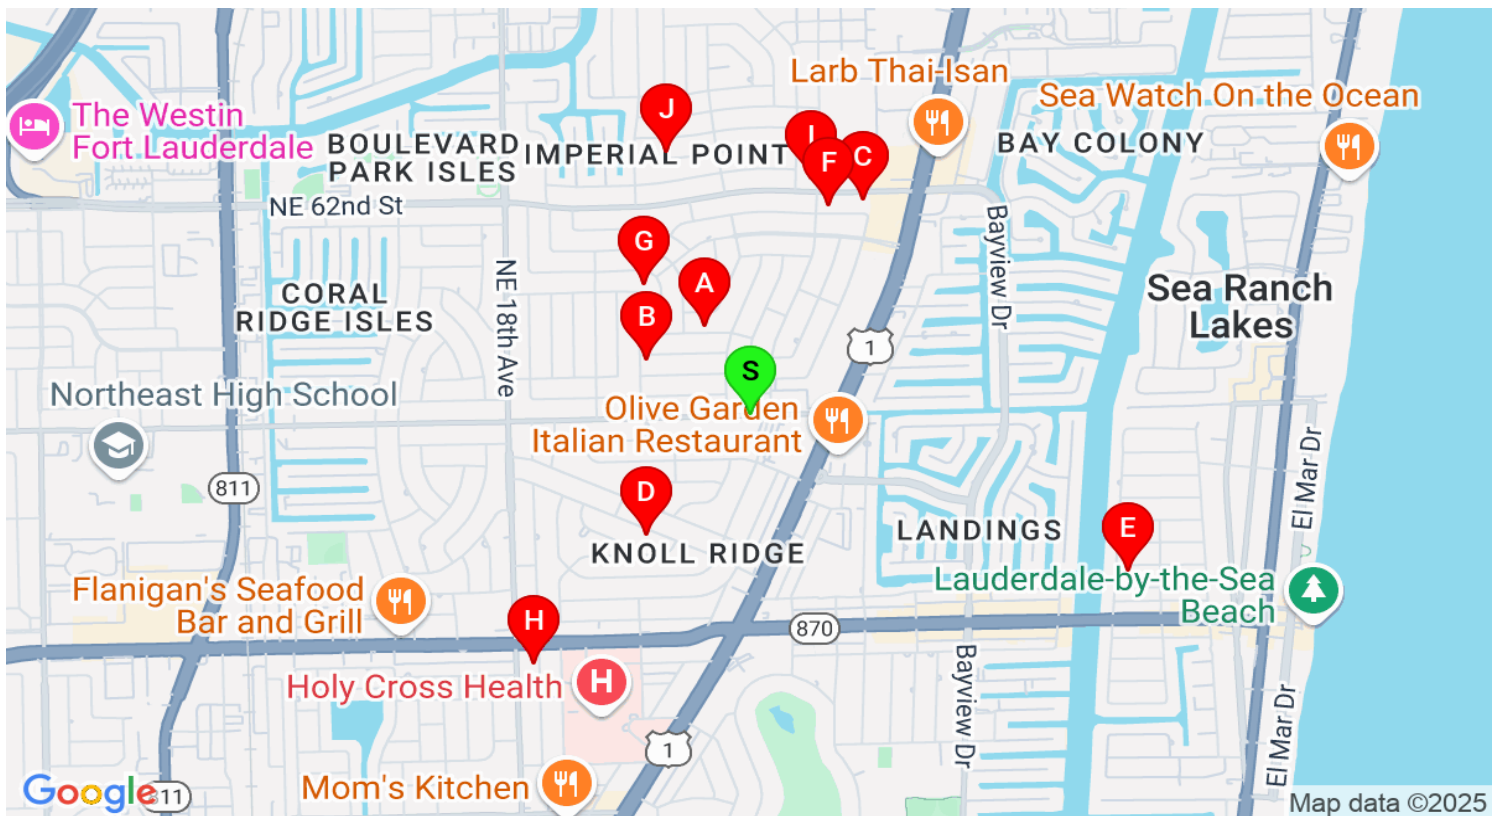 Larb Thai-Isan
Sea Watch On the Ocean
The Westin
Fort Lauderdale
J
I
F
C
BOULEVARD
PARK ISLES
IMPERIAL POINT
BAY COLONY
NE 62nd St
Bayview Dr
G
A
B
CORAL
RIDGE ISLES
NE 18th Ave
Sea Ranch
Lakes
1
S
Northeast High School
Olive Garden
Italian Restaurant
El Mar Dr
811
D
E
LANDINGS
KNOLL RIDGE
Lauderdale-by-the-Sea
Beach
Flanigan's Seafood
Bar and Grill
H
870
Holy Cross Health
H
Bayview Dr
El Mar Dr
1
Mom's Kitchen
Google
11
Map data ©2025